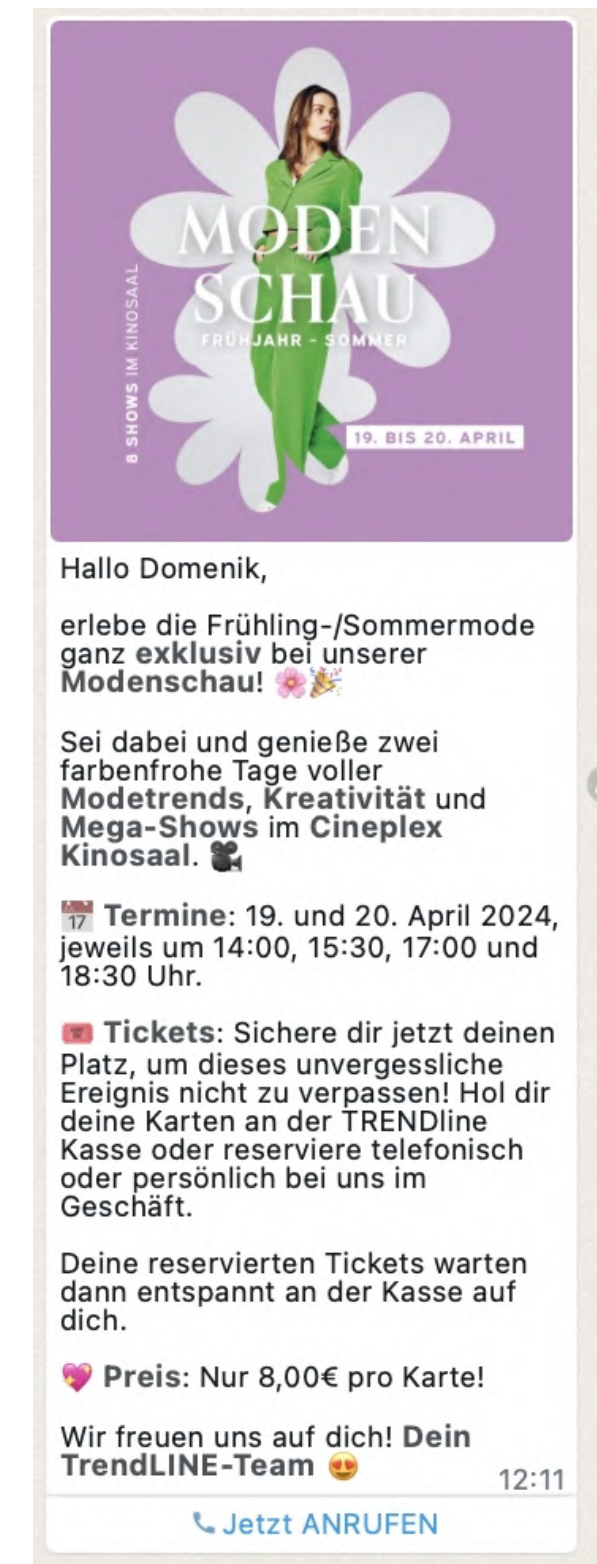 MODEN
SCHAU
FRÜHJAHR - SOMMER
8 SHOWS IM KINOSAAL
19. BIS 20. APRIL
Hallo Domenik,
erlebe die Frühling-/Sommermode
ganz exklusiv bei unserer
Modenschau! 🌸🎉
Sei dabei und genieße zwei
farbenfrohe Tage voller
Modetrends, Kreativität und
Mega-Shows im Cineplex
Kinosaal. 🎥
📅 Termine: 19. und 20. April 2024,
jeweils um 14:00, 15:30, 17:00 und
18:30 Uhr.
🎟️ Tickets: Sichere dir jetzt deinen
Platz, um dieses unvergessliche
Ereignis nicht zu verpassen! Hol dir
deine Karten an der TRENDline
Kasse oder reserviere telefonisch
oder persönlich bei uns im
Geschäft.
Deine reservierten Tickets warten
dann entspannt an der Kasse auf
dich.
💖 Preis: Nur 8,00€ pro Karte!
Wir freuen uns auf dich! Dein
TrendLINE-Team 😍
12:11
Jetzt ANRUFEN